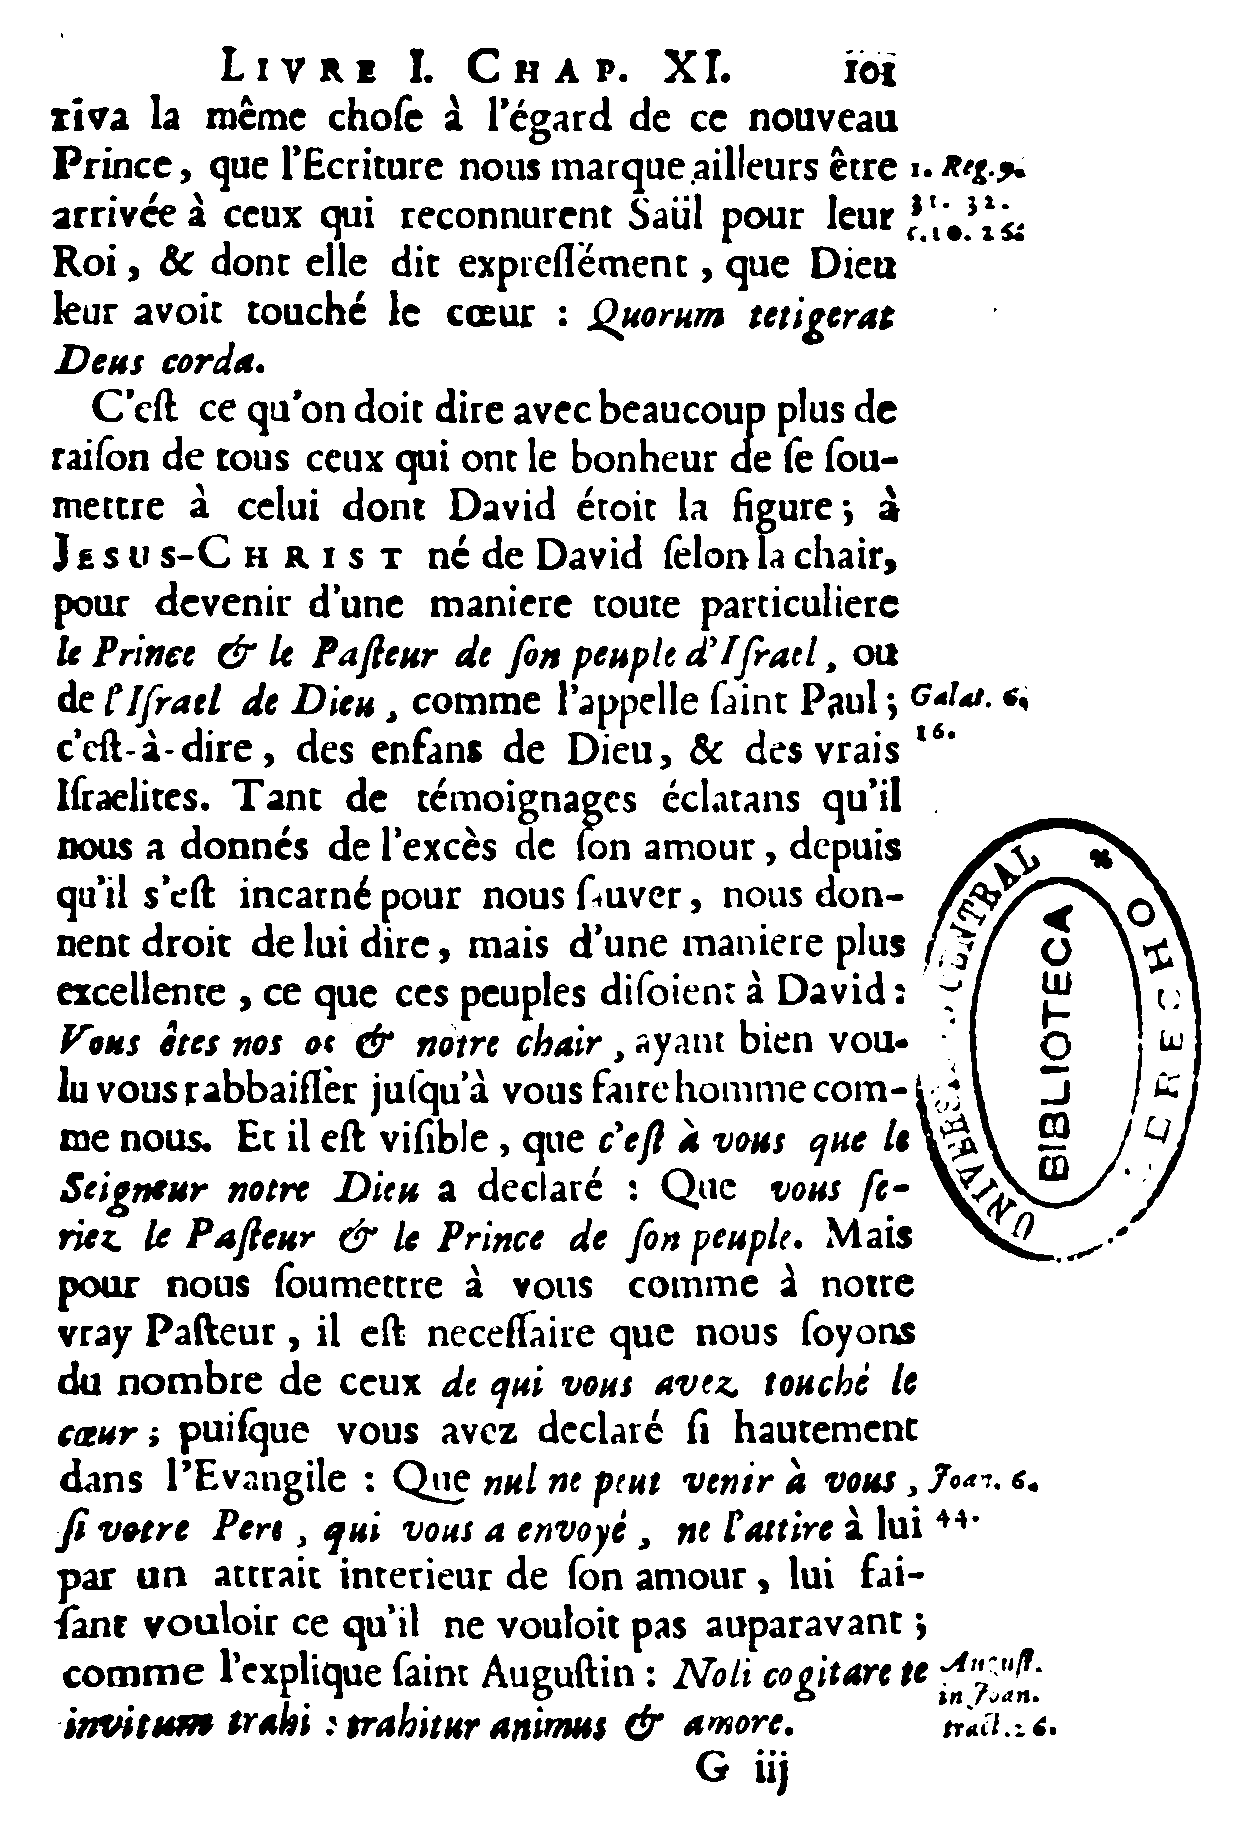 LIVRE I. CHAP. XI. 101
riva la même choſe à l'égard de ce nouveau
Prince, que l'Ecriture nous marque ailleurs être
arrivée à ceux qui reconnurent Saül pour leur
Roi, & dont elle dit expreſſément, que Dieu
leur avoit touché le cœur : Quorum tetigerat
Deus corda.
1. Reg. 9.
31. 32.
c. 10. 26.
C'eſt ce qu'on doit dire avec beaucoup plus de
raiſon de tous ceux qui ont le bonheur de ſe ſou-
mettre à celui dont David étoit la figure; à
JESUS-CHRIST né de David ſelon la chair,
pour devenir d'une maniere toute particuliere
le Prince & le Paſteur de ſon peuple d'Iſrael, ou
de l'Iſrael de Dieu, comme l'appelle ſaint Paul;
c'eſt-à-dire, des enfans de Dieu, & des vrais
Iſraelites. Tant de témoignages éclatans qu'il
nous a donnés de l'excès de ſon amour, depuis
qu'il s'eſt incarné pour nous ſauver, nous don-
nent droit de lui dire, mais d'une maniere plus
excellente, ce que ces peuples diſoient à David:
Vous êtes nos os & notre chair, ayant bien vou-
lu vous rabbaiſſer juſqu'à vous faire homme com-
me nous. Et il eſt viſible, que c'eſt à vous que le
Seigneur notre Dieu a declaré : Que vous ſe-
riez le Paſteur & le Prince de ſon peuple. Mais
pour nous ſoumettre à vous comme à notre
vray Paſteur, il eſt neceſſaire que nous ſoyons
du nombre de ceux de qui vous avez touché le
cœur; puiſque vous avez declaré ſi hautement
dans l'Evangile : Que nul ne peut venir à vous,
ſi votre Pere, qui vous a envoyé, ne l'attire à lui
par un attrait interieur de ſon amour, lui fai-
ſant vouloir ce qu'il ne vouloit pas auparavant;
comme l'explique ſaint Auguſtin : Noli cogitare te
invitum trahi : trahitur animus & amore.
Galat. 6.
16.
Joan. 6.
44.
Auguſt.
in Joan.
tract. 26.
G iij
BIBLIOTECA
UNIVERS CENTRAL